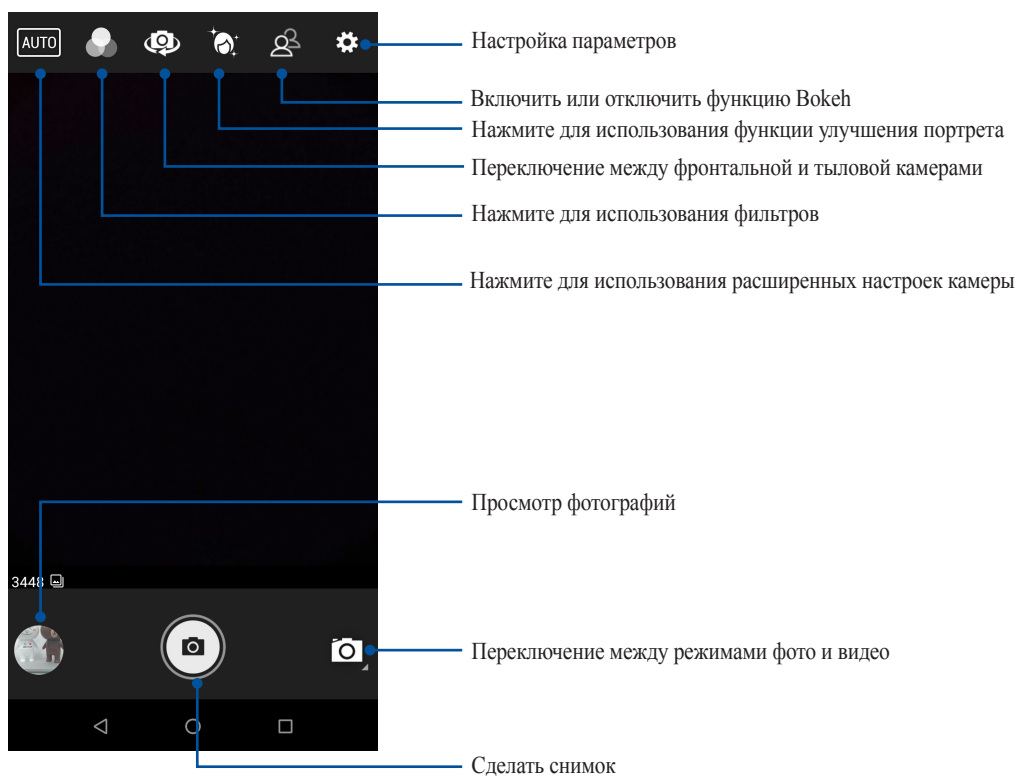 AUTO
Настройка параметров
Включить или отключить функцию Bokeh
Нажмите для использования функции улучшения портрета
Переключение между фронтальной и тыловой камерами
Нажмите для использования фильтров
Нажмите для использования расширенных настроек камеры
Просмотр фотографий
3448
Переключение между режимами фото и видео
Сделать снимок